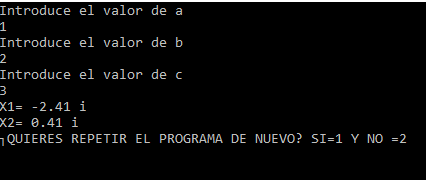 Introduce el valor de a
1
Introduce el valor de b
2
Introduce el valor de c
3
X1= -2.41 i
X2= 0.41 i
┐QUIERES REPETIR EL PROGRAMA DE NUEVO? SI=1 Y NO =2